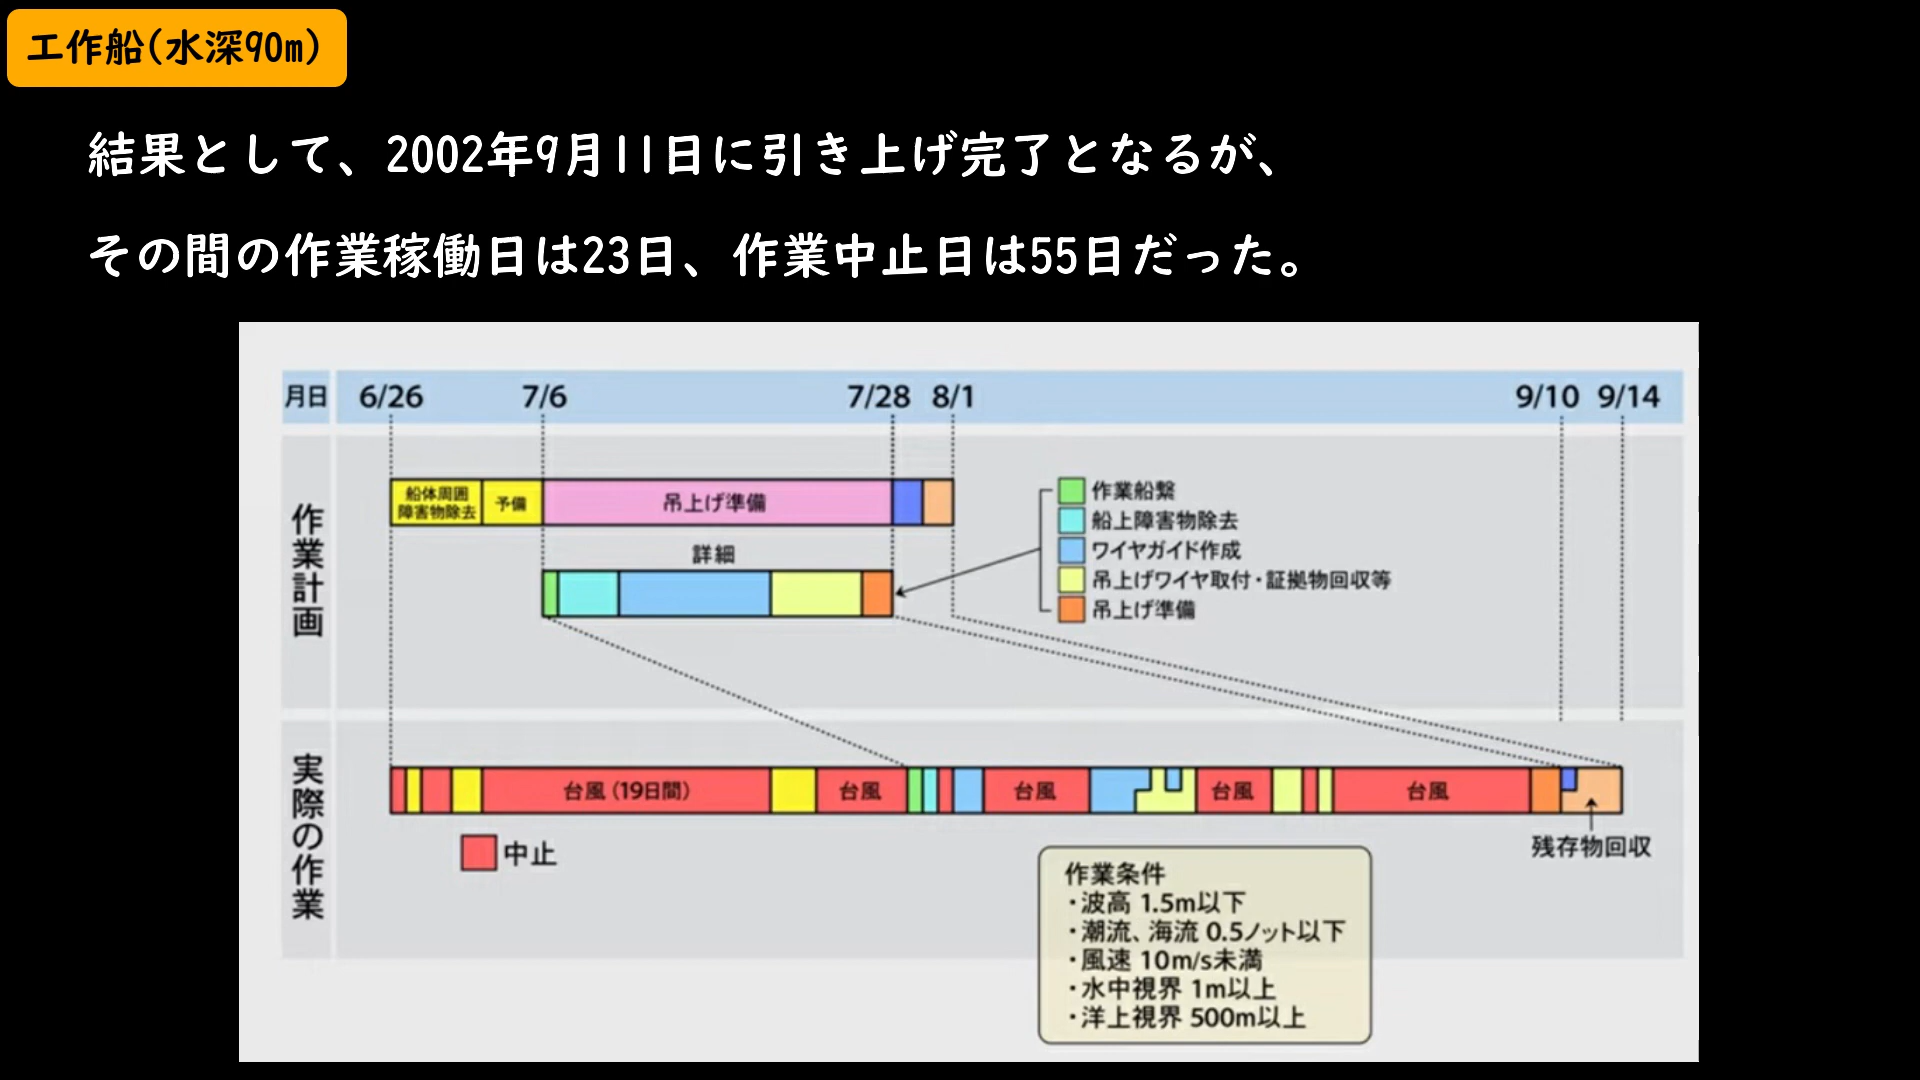 工作船(水深90m)
結果として、2002年9月11日に引き上げ完了となるが、
その間の作業稼働日は23日、作業中止日は55日だった。
月日 6/26 7/6 7/28 8/1 9/10 9/14
作業計画
船体周囲
障害物除去
予備
吊上げ準備
詳細
作業船繋
船上障害物除去
ワイヤガイド作成
吊上げワイヤ取付・証拠物回収等
吊上げ準備
実際の作業
台風(19日間) 台風 台風 台風 台風
中止
残存物回収
作業条件
・波高 1.5m以下
・潮流、海流 0.5ノット以下
・風速 10m/s未満
・水中視界 1m以上
・洋上視界 500m以上